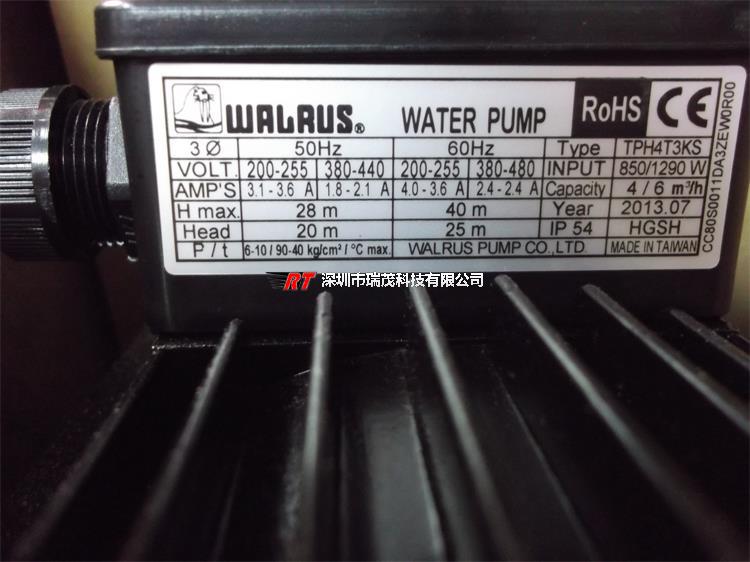 WALRUS® WATER PUMP RoHS CE
3 Ø 50Hz 60Hz Type TPH4T3KS
VOLT. 200-255 380-440 200-255 380-480 INPUT 850/1290 W
AMP'S 3.1-3.6 A 1.8-2.1 A 4.0-3.6 A 2.4-2.4 A Capacity 4/6 m³/h
H max. 28 m 40 m Year 2013.07
Head 20 m 25 m IP 54 HGSH
P/t 6-10/90-40 kg/cm²/°C max. WALRUS PUMP CO.,LTD. MADE IN TAIWAN
CC80S0011DA3ZEW0R00
RT 深圳市瑞茂科技有限公司